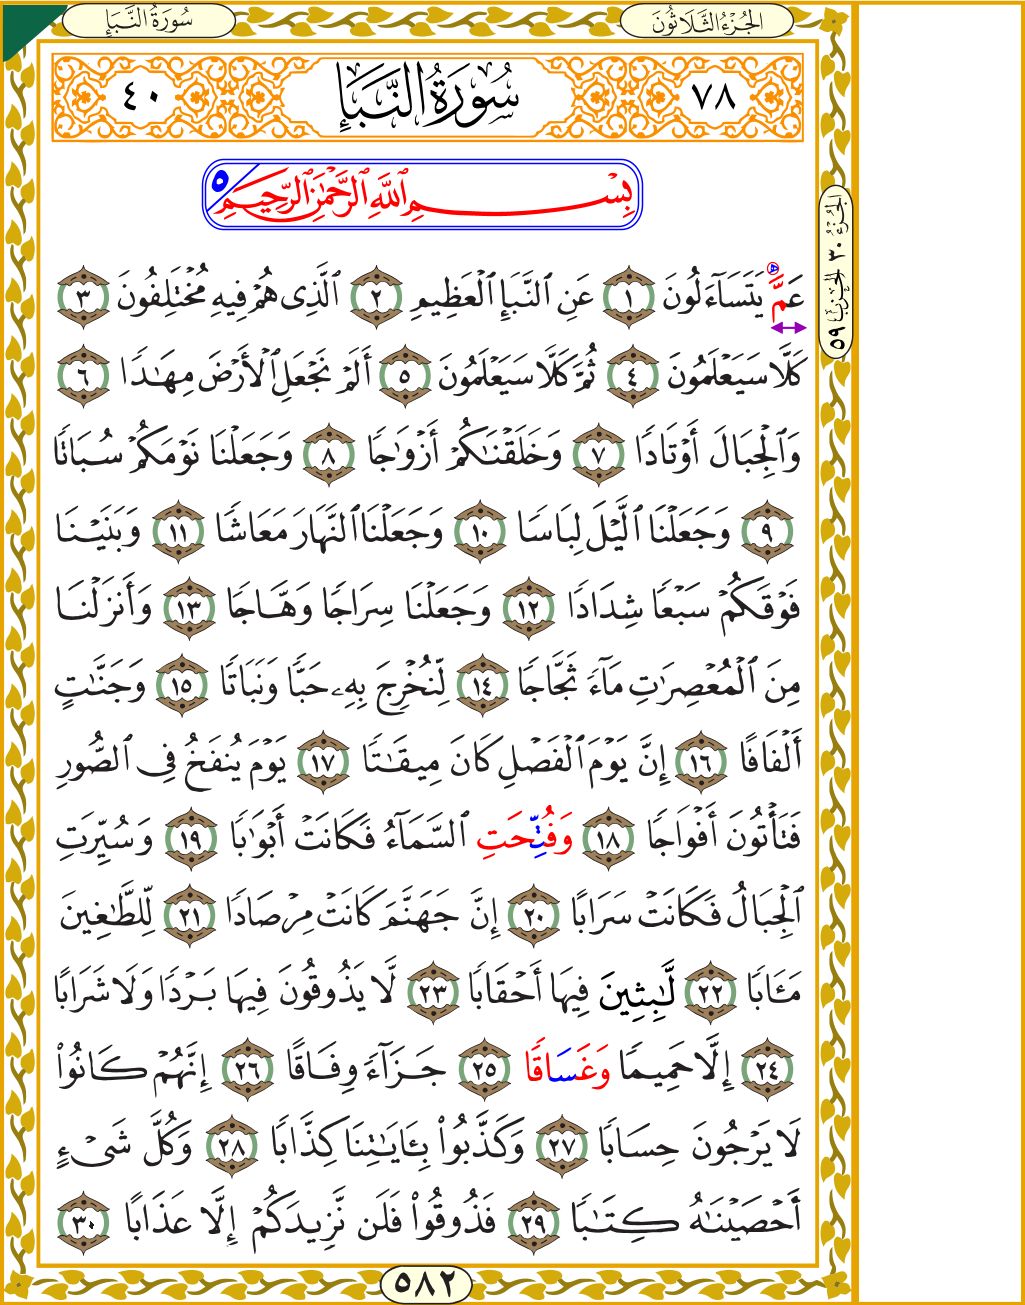 سُورَةُ النَّبَإِ
الجُزْءُ الثَّلَاثُونَ
٧٨
سُورَةُ النَّبَإِ
٤٠
بِسْمِ ٱللَّهِ ٱلرَّحْمَٰنِ ٱلرَّحِيمِ ٥
عَمَّ يَتَسَآءَلُونَ ١ عَنِ ٱلنَّبَإِ ٱلْعَظِيمِ ٢ ٱلَّذِى هُمْ فِيهِ مُخْتَلِفُونَ ٣
كَلَّا سَيَعْلَمُونَ ٤ ثُمَّ كَلَّا سَيَعْلَمُونَ ٥ أَلَمْ نَجْعَلِ ٱلْأَرْضَ مِهَٰدًا ٦
وَٱلْجِبَالَ أَوْتَادًا ٧ وَخَلَقْنَٰكُمْ أَزْوَٰجًا ٨ وَجَعَلْنَا نَوْمَكُمْ سُبَاتًا
٩ وَجَعَلْنَا ٱلَّيْلَ لِبَاسًا ١٠ وَجَعَلْنَا ٱلنَّهَارَ مَعَاشًا ١١ وَبَنَيْنَا
فَوْقَكُمْ سَبْعًا شِدَادًا ١٢ وَجَعَلْنَا سِرَاجًا وَهَّاجًا ١٣ وَأَنزَلْنَا
مِنَ ٱلْمُعْصِرَٰتِ مَآءً ثَجَّاجًا ١٤ لِّنُخْرِجَ بِهِۦ حَبًّا وَنَبَاتًا ١٥ وَجَنَّٰتٍ
أَلْفَافًا ١٦ إِنَّ يَوْمَ ٱلْفَصْلِ كَانَ مِيقَٰتًا ١٧ يَوْمَ يُنفَخُ فِى ٱلصُّورِ
فَتَأْتُونَ أَفْوَاجًا ١٨ وَفُتِّحَتِ ٱلسَّمَآءُ فَكَانَتْ أَبْوَٰبًا ١٩ وَسُيِّرَتِ
ٱلْجِبَالُ فَكَانَتْ سَرَابًا ٢٠ إِنَّ جَهَنَّمَ كَانَتْ مِرْصَادًا ٢١ لِّلطَّٰغِينَ
مَـَٔابًا ٢٢ لَّٰبِثِينَ فِيهَا أَحْقَابًا ٢٣ لَّا يَذُوقُونَ فِيهَا بَرْدًا وَلَا شَرَابًا
٢٤ إِلَّا حَمِيمًا وَغَسَاقًا ٢٥ جَزَآءً وِفَاقًا ٢٦ إِنَّهُمْ كَانُوا۟
لَا يَرْجُونَ حِسَابًا ٢٧ وَكَذَّبُوا۟ بِـَٔايَٰتِنَا كِذَّابًا ٢٨ وَكُلَّ شَىْءٍ
أَحْصَيْنَٰهُ كِتَٰبًا ٢٩ فَذُوقُوا۟ فَلَن نَّزِيدَكُمْ إِلَّا عَذَابًا ٣٠
الجُزْءُ ٣٠ الحِزْبُ ٥٩
٥٨٢